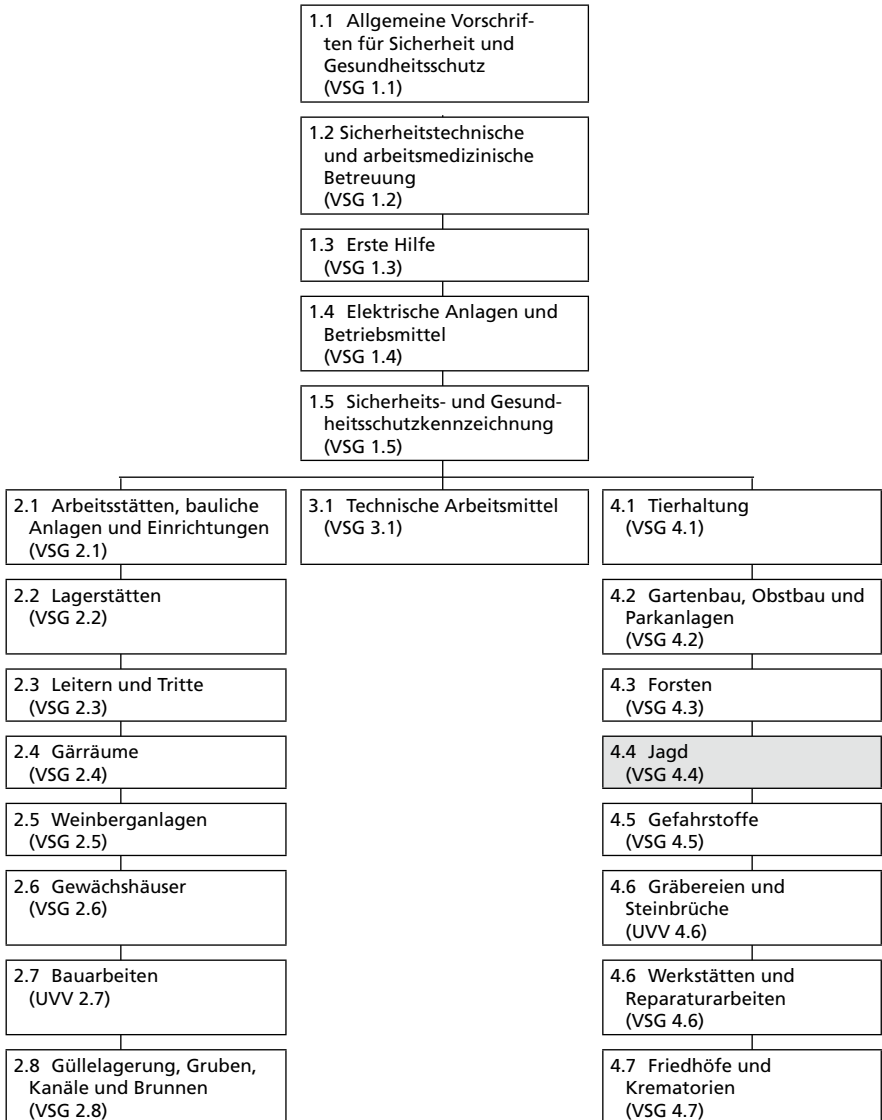 1.1 Allgemeine Vorschrif-
ten für Sicherheit und
Gesundheitsschutz
(VSG 1.1)
1.2 Sicherheitstechnische
und arbeitsmedizinische
Betreuung
(VSG 1.2)
1.3 Erste Hilfe
(VSG 1.3)
1.4 Elektrische Anlagen und
Betriebsmittel
(VSG 1.4)
1.5 Sicherheits- und Gesund-
heitsschutzkennzeichnung
(VSG 1.5)
2.1 Arbeitsstätten, bauliche
Anlagen und Einrichtungen
(VSG 2.1)
2.2 Lagerstätten
(VSG 2.2)
2.3 Leitern und Tritte
(VSG 2.3)
2.4 Gärräume
(VSG 2.4)
2.5 Weinberganlagen
(VSG 2.5)
2.6 Gewächshäuser
(VSG 2.6)
2.7 Bauarbeiten
(UVV 2.7)
2.8 Güllelagerung, Gruben,
Kanäle und Brunnen
(VSG 2.8)
3.1 Technische Arbeitsmittel
(VSG 3.1)
4.1 Tierhaltung
(VSG 4.1)
4.2 Gartenbau, Obstbau und
Parkanlagen
(VSG 4.2)
4.3 Forsten
(VSG 4.3)
4.4 Jagd
(VSG 4.4)
4.5 Gefahrstoffe
(VSG 4.5)
4.6 Gräbereien und
Steinbrüche
(UVV 4.6)
4.6 Werkstätten und
Reparaturarbeiten
(VSG 4.6)
4.7 Friedhöfe und
Krematorien
(VSG 4.7)